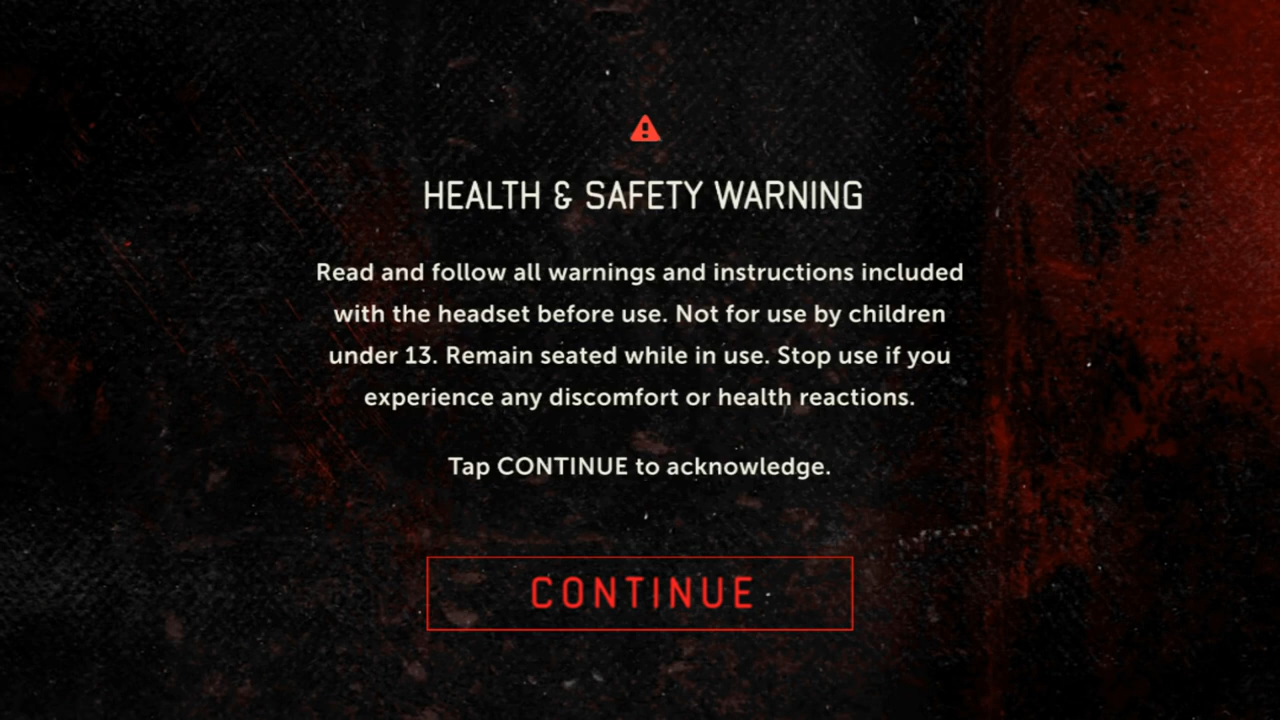 HEALTH & SAFETY WARNING
Read and follow all warnings and instructions included
with the headset before use. Not for use by children
under 13. Remain seated while in use. Stop use if you
experience any discomfort or health reactions.
Tap CONTINUE to acknowledge.
CONTINUE